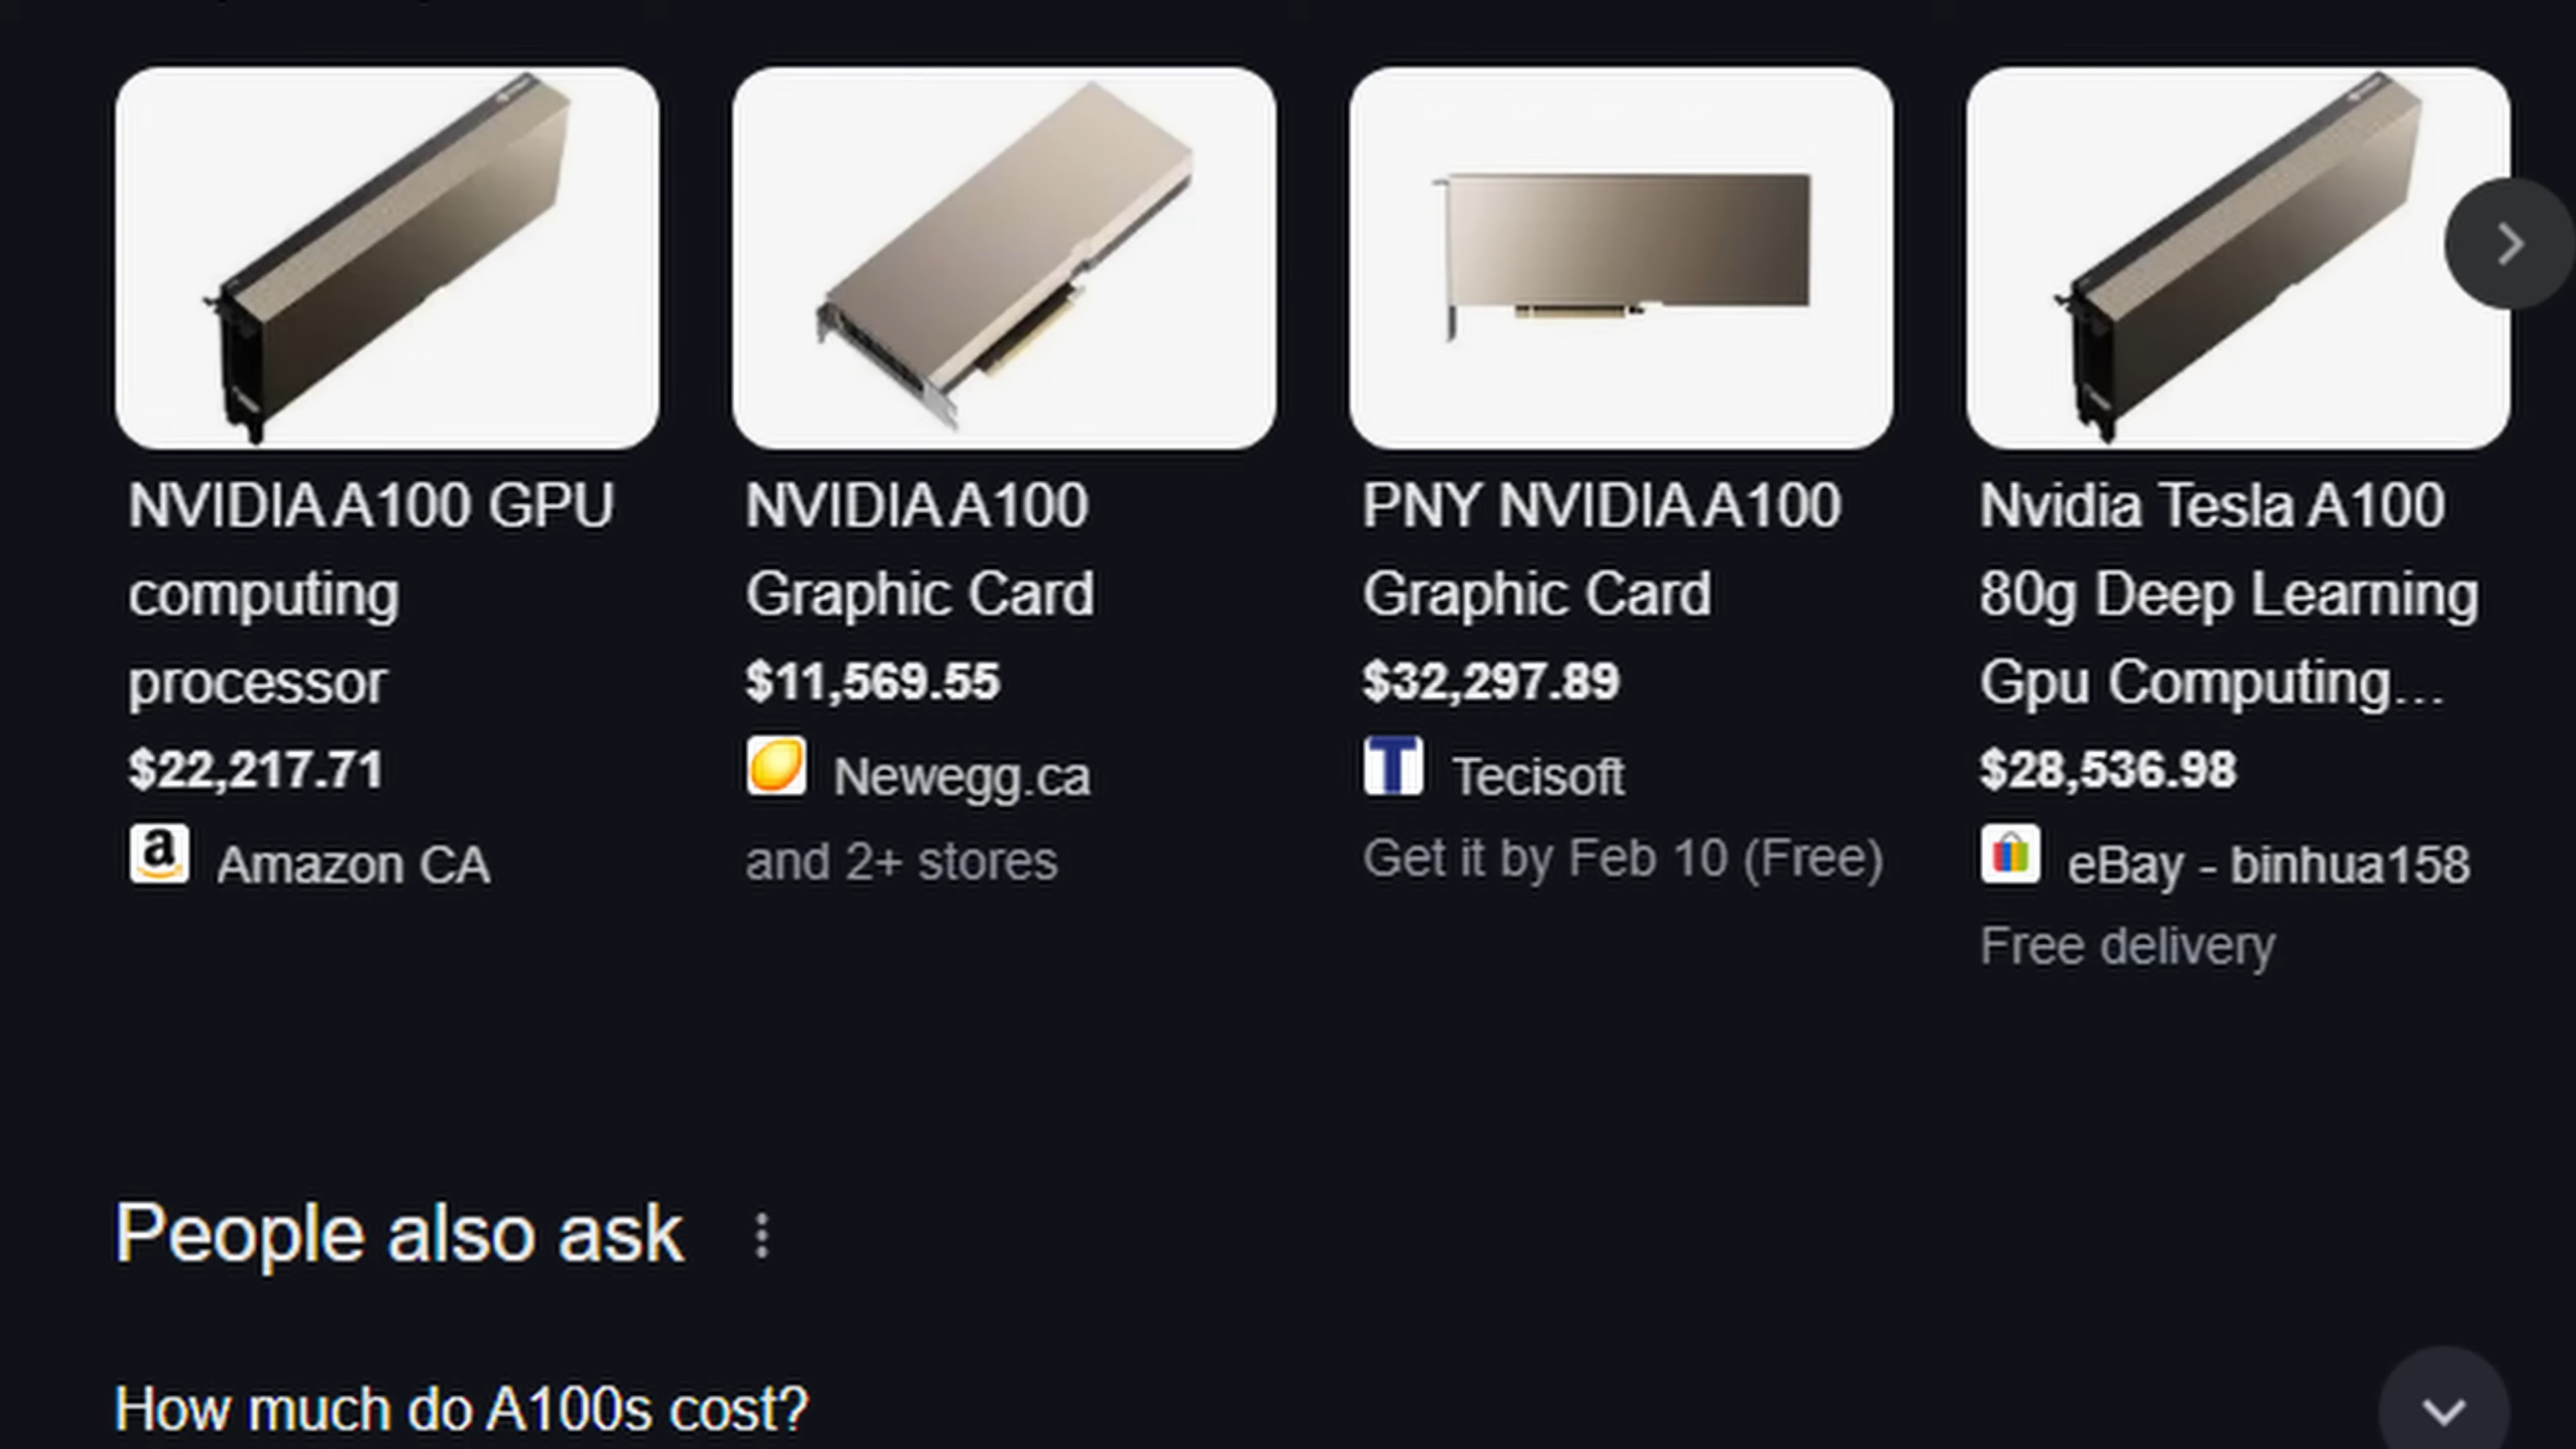 NVIDIA A100 GPU
computing
processor
$22,217.71
a Amazon CA
NVIDIA A100
Graphic Card
$11,569.55
Newegg.ca
and 2+ stores
PNY NVIDIA A100
Graphic Card
$32,297.89
T Tecisoft
Get it by Feb 10 (Free)
Nvidia Tesla A100
80g Deep Learning
Gpu Computing...
$28,536.98
eBay - binhua158
Free delivery
People also ask
How much do A100s cost?